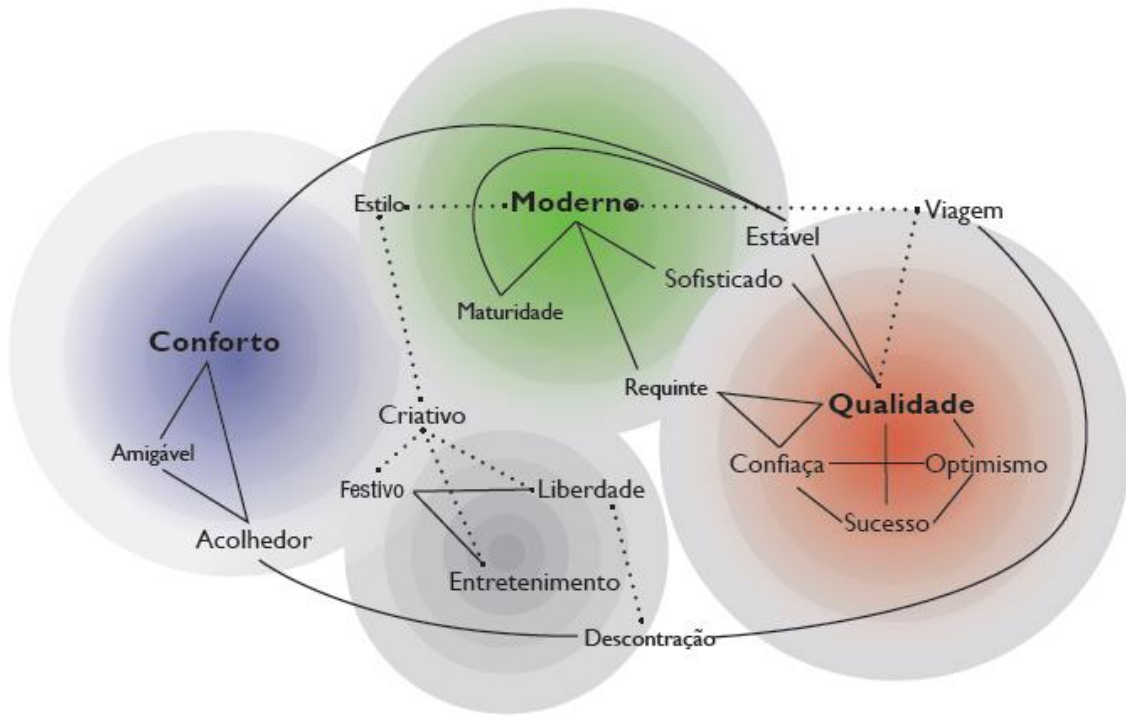 Estilo
Moderno
Viagem
Estável
Sofisticado
Maturidade
Conforto
Requinte
Qualidade
Criativo
Amigável
Confiaça
Optimismo
Festivo
Liberdade
Sucesso
Acolhedor
Entretenimento
Descontração